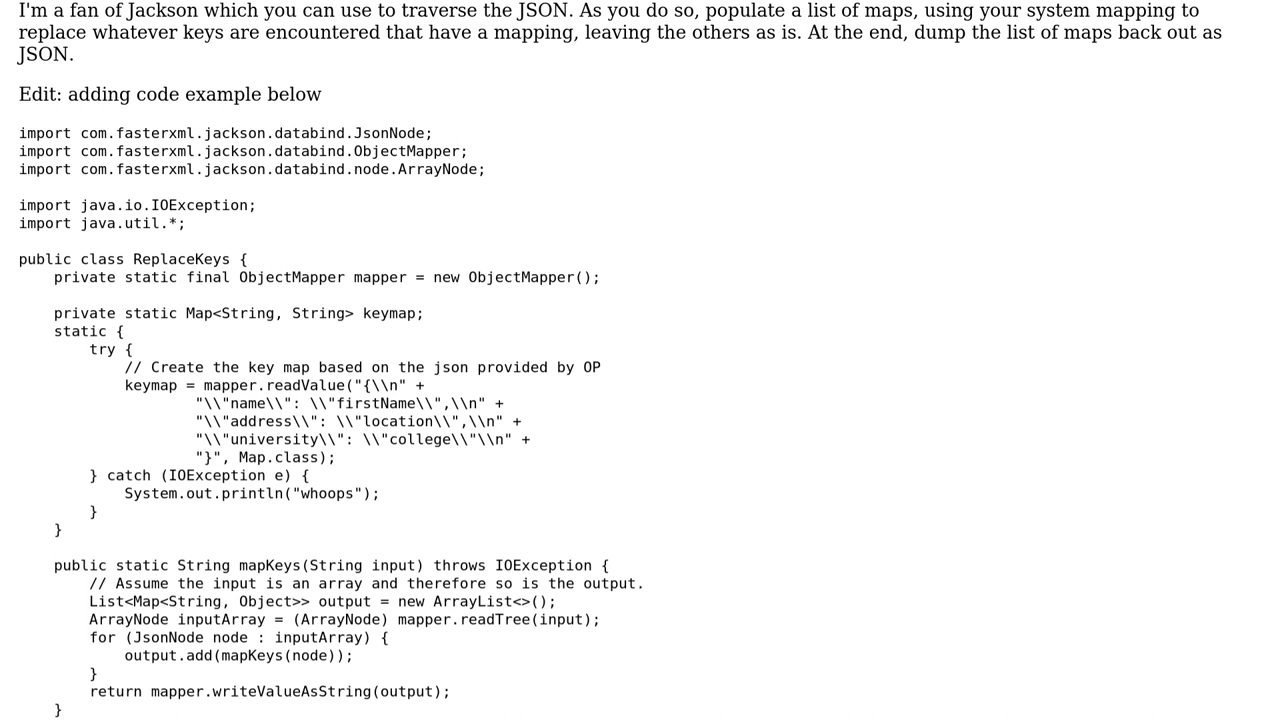 I'm a fan of Jackson which you can use to traverse the JSON. As you do so, populate a list of maps, using your system mapping to
replace whatever keys are encountered that have a mapping, leaving the others as is. At the end, dump the list of maps back out as
JSON.

Edit: adding code example below

import com.fasterxml.jackson.databind.JsonNode;
import com.fasterxml.jackson.databind.ObjectMapper;
import com.fasterxml.jackson.databind.node.ArrayNode;

import java.io.IOException;
import java.util.*;

public class ReplaceKeys {
    private static final ObjectMapper mapper = new ObjectMapper();

    private static Map<String, String> keymap;
    static {
        try {
            // Create the key map based on the json provided by OP
            keymap = mapper.readValue("{\\n" +
                    "\\"name\\": \\"firstName\\",\\n" +
                    "\\"address\\": \\"location\\",\\n" +
                    "\\"university\\": \\"college\\"\\n" +
                    "}", Map.class);
        } catch (IOException e) {
            System.out.println("whoops");
        }
    }

    public static String mapKeys(String input) throws IOException {
        // Assume the input is an array and therefore so is the output.
        List<Map<String, Object>> output = new ArrayList<>();
        ArrayNode inputArray = (ArrayNode) mapper.readTree(input);
        for (JsonNode node : inputArray) {
            output.add(mapKeys(node));
        }
        return mapper.writeValueAsString(output);
    }